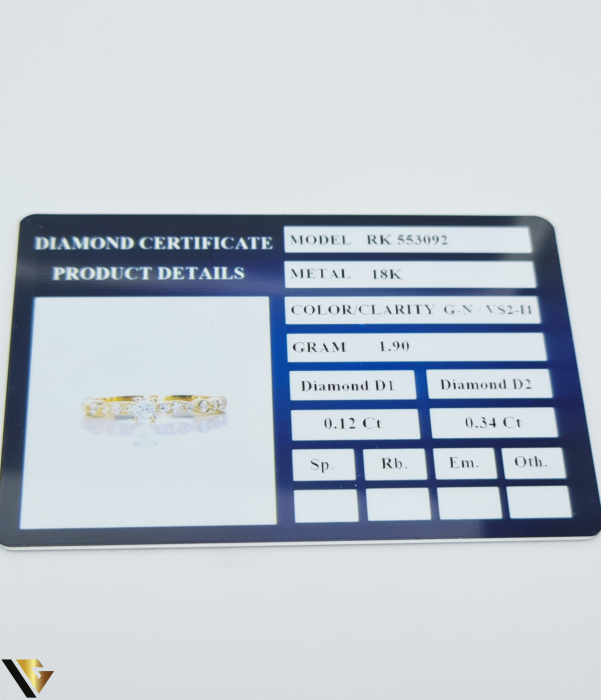 DIAMOND CERTIFICATE
PRODUCT DETAILS
MODEL RK 553092
METAL 18K
COLOR/CLARITY G-N / VS2-I1
GRAM 1.90
Diamond D1 Diamond D2
0.12 Ct 0.34 Ct
Sp. Rb. Em. Oth.